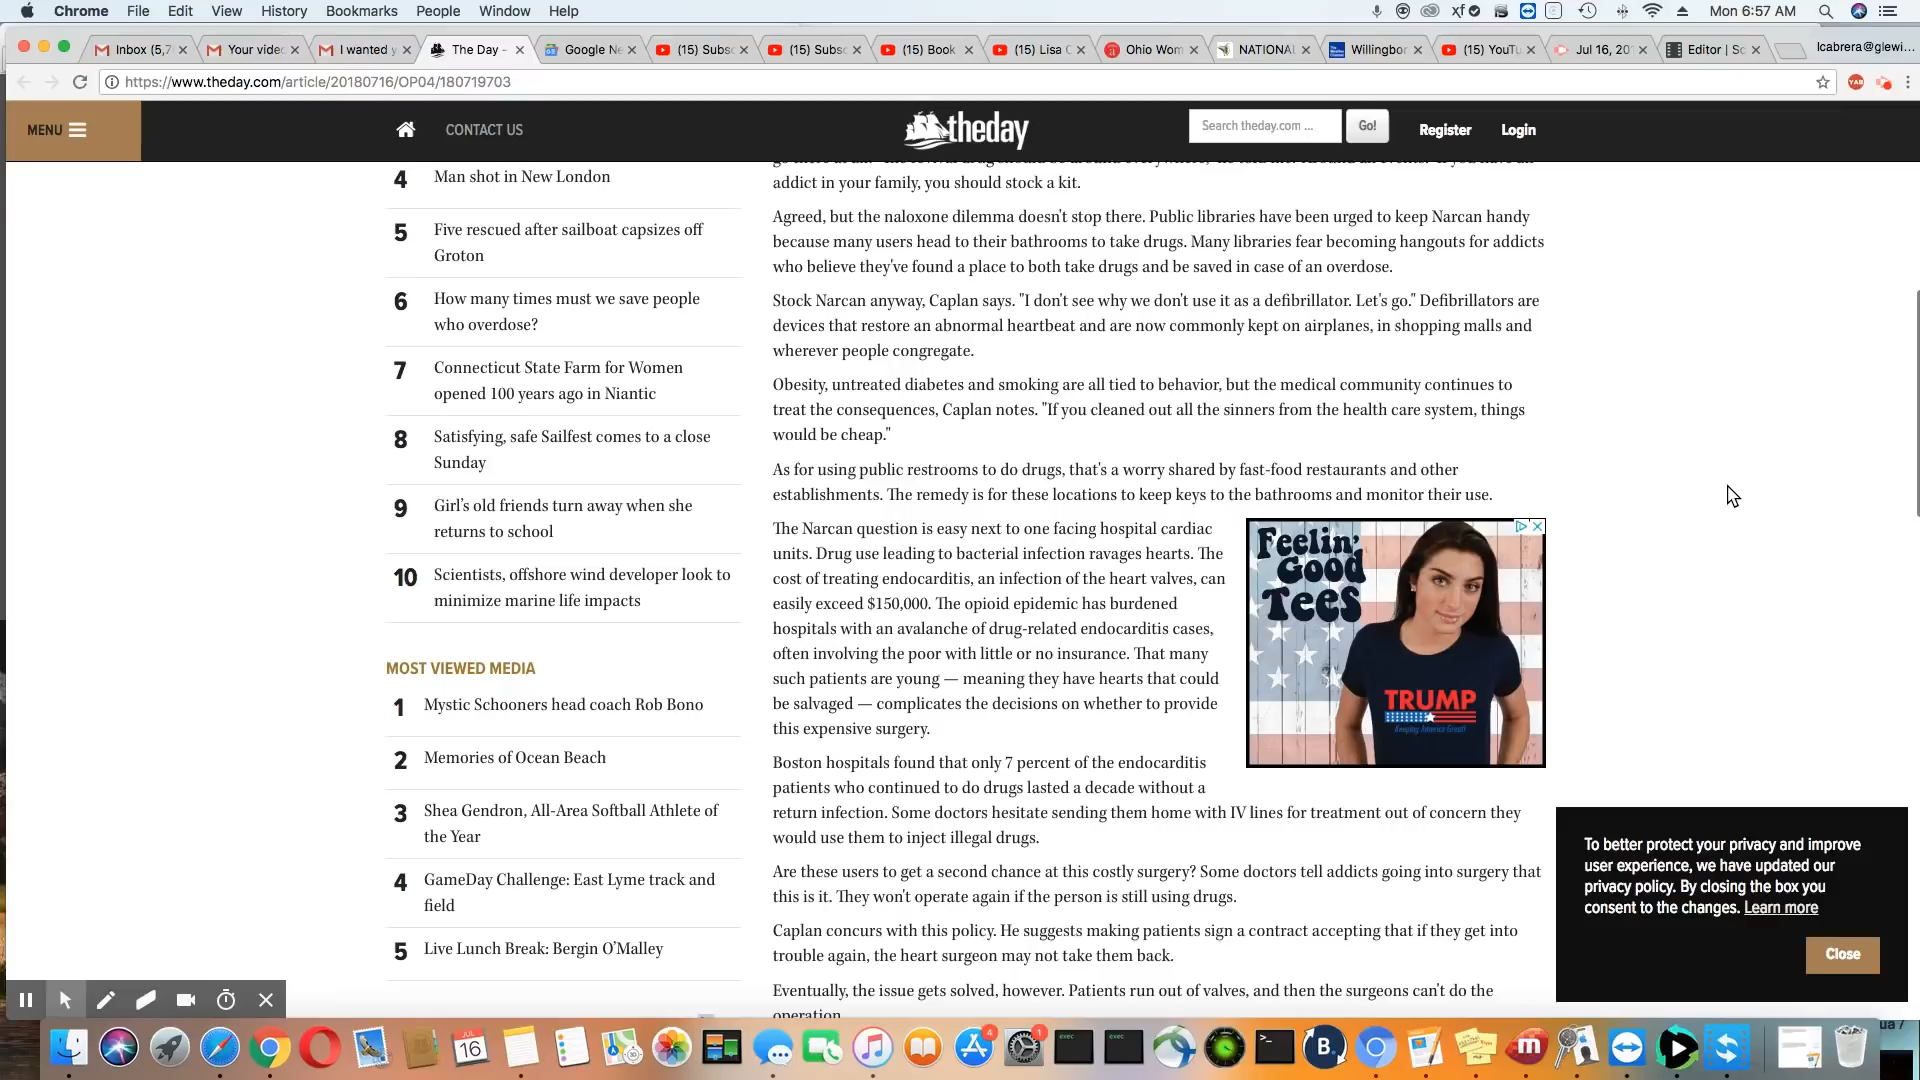 Chrome File Edit View History Bookmarks People Window Help
Mon 6:57 AM
Inbox (5,7
Your vide
I wanted y
The Day -
Google Ne
(15) Subsc
(15) Subsc
(15) Book
(15) Lisa C
Ohio Wom
NATIONAL
Willingbor
(15) YouTu
Jul 16, 201
Editor | Sc
lcabrera@glewi...
https://www.theday.com/article/20180716/OP04/180719703
MENU
CONTACT US
theday
Search theday.com ...
Go!
Register
Login
4 Man shot in New London
5 Five rescued after sailboat capsizes off
Groton
6 How many times must we save people
who overdose?
7 Connecticut State Farm for Women
opened 100 years ago in Niantic
8 Satisfying, safe Sailfest comes to a close
Sunday
9 Girl's old friends turn away when she
returns to school
10 Scientists, offshore wind developer look to
minimize marine life impacts
MOST VIEWED MEDIA
1 Mystic Schooners head coach Rob Bono
2 Memories of Ocean Beach
3 Shea Gendron, All-Area Softball Athlete of
the Year
4 GameDay Challenge: East Lyme track and
field
5 Live Lunch Break: Bergin O'Malley
addict in your family, you should stock a kit.
Agreed, but the naloxone dilemma doesn't stop there. Public libraries have been urged to keep Narcan handy
because many users head to their bathrooms to take drugs. Many libraries fear becoming hangouts for addicts
who believe they've found a place to both take drugs and be saved in case of an overdose.
Stock Narcan anyway, Caplan says. "I don't see why we don't use it as a defibrillator. Let's go." Defibrillators are
devices that restore an abnormal heartbeat and are now commonly kept on airplanes, in shopping malls and
wherever people congregate.
Obesity, untreated diabetes and smoking are all tied to behavior, but the medical community continues to
treat the consequences, Caplan notes. "If you cleaned out all the sinners from the health care system, things
would be cheap."
As for using public restrooms to do drugs, that's a worry shared by fast-food restaurants and other
establishments. The remedy is for these locations to keep keys to the bathrooms and monitor their use.
The Narcan question is easy next to one facing hospital cardiac
units. Drug use leading to bacterial infection ravages hearts. The
cost of treating endocarditis, an infection of the heart valves, can
easily exceed $150,000. The opioid epidemic has burdened
hospitals with an avalanche of drug-related endocarditis cases,
often involving the poor with little or no insurance. That many
such patients are young — meaning they have hearts that could
be salvaged — complicates the decisions on whether to provide
this expensive surgery.
Boston hospitals found that only 7 percent of the endocarditis
patients who continued to do drugs lasted a decade without a
return infection. Some doctors hesitate sending them home with IV lines for treatment out of concern they
would use them to inject illegal drugs.
Are these users to get a second chance at this costly surgery? Some doctors tell addicts going into surgery that
this is it. They won't operate again if the person is still using drugs.
Caplan concurs with this policy. He suggests making patients sign a contract accepting that if they get into
trouble again, the heart surgeon may not take them back.
Eventually, the issue gets solved, however. Patients run out of valves, and then the surgeons can't do the
operation
Feelin'
Good
Tees
TRUMP
Keeping America Great!
To better protect your privacy and improve
user experience, we have updated our
privacy policy. By closing the box you
consent to the changes. Learn more
Close
JUL
16
4
1
exec
exec
B.